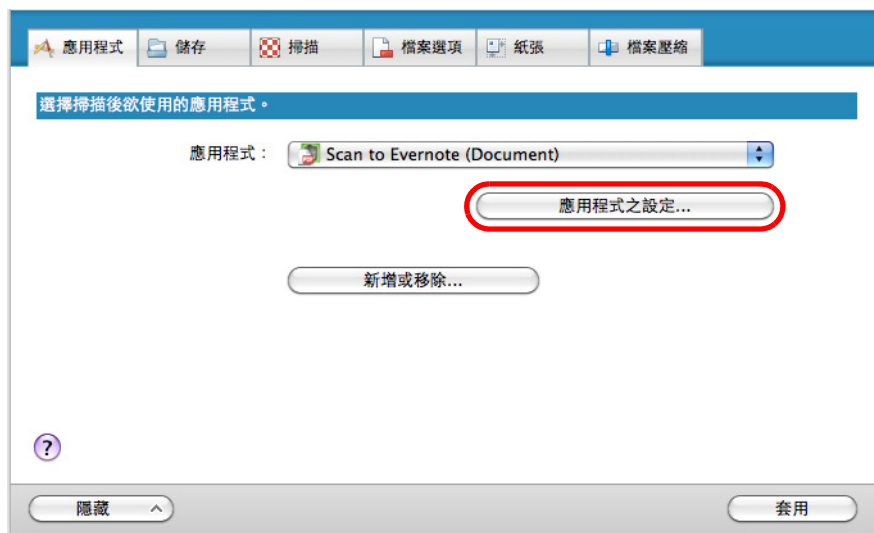 應用程式 儲存 掃描 檔案選項 紙張 檔案壓縮
選擇掃描後欲使用的應用程式。
應用程式： Scan to Evernote (Document)
應用程式之設定...
新增或移除...
?
隱藏 套用